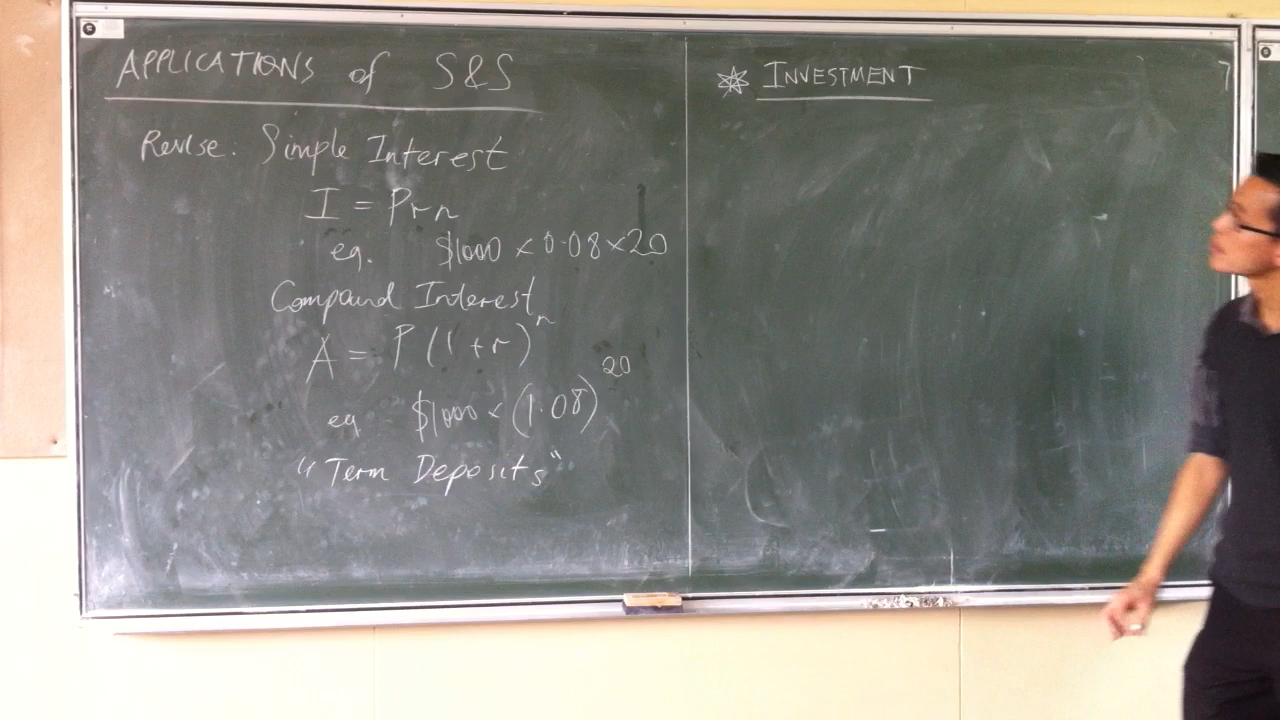 APPLICATIONS of S&S
Revise: Simple Interest
I = Prn
eg. $1000 × 0.08 × 20
Compound Interest
A = P(1+r)^n
eg $1000 × (1.08)^20
"Term Deposits"
* INVESTMENT